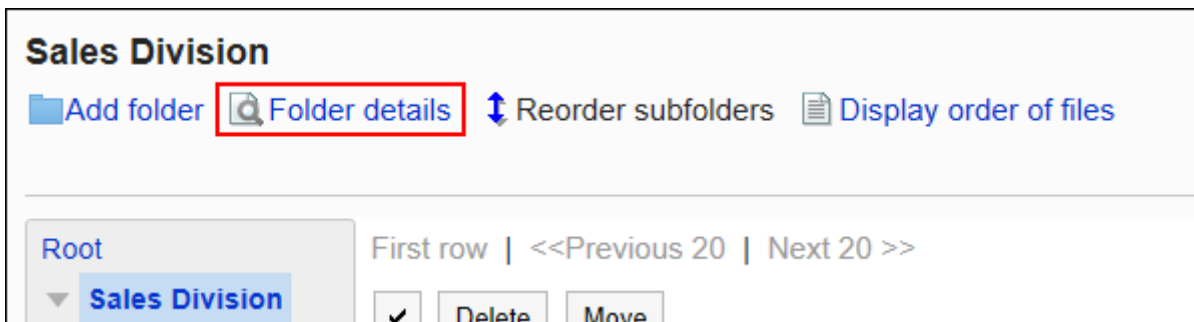 Sales Division
Add folder Folder details Reorder subfolders Display order of files
Root
First row | <<Previous 20 | Next 20 >>
Sales Division
Delete Move